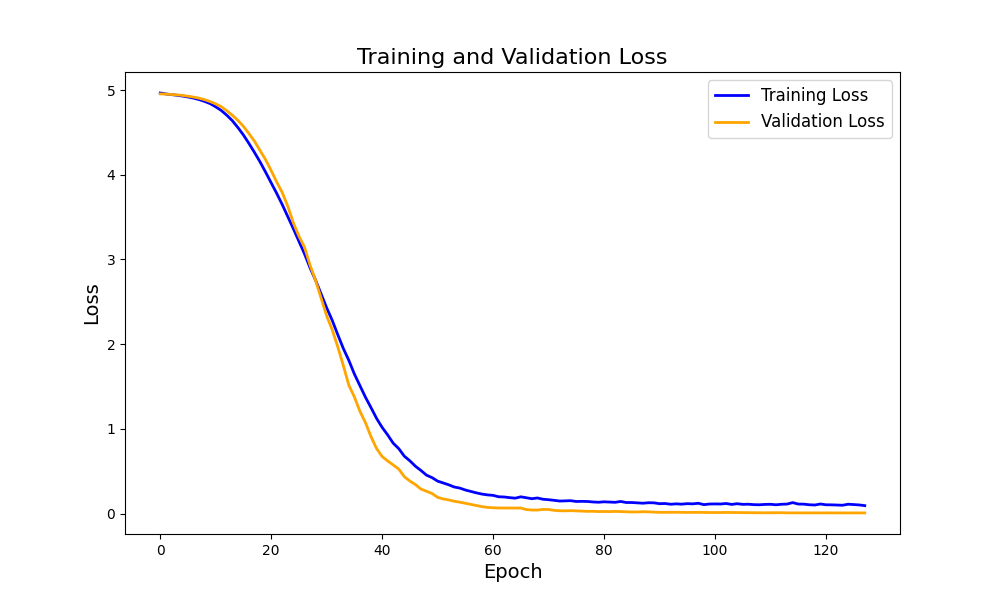 Training and Validation Loss
Training Loss
Validation Loss
5
4
3
2
1
0
Loss
0 20 40 60 80 100 120
Epoch